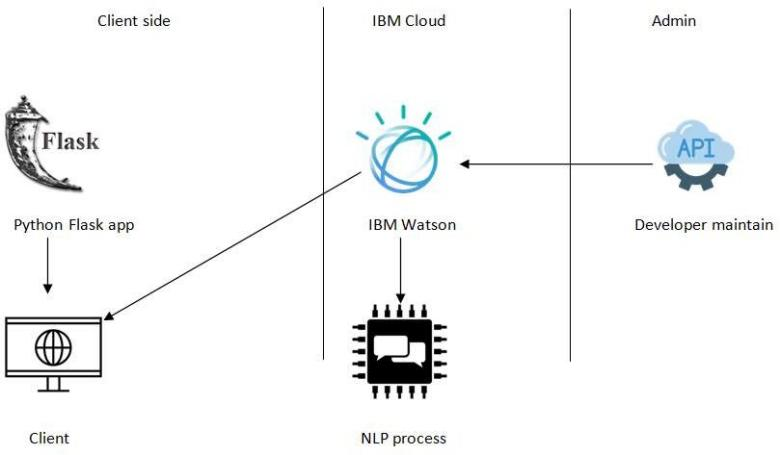 Client side
IBM Cloud
Admin
Flask
API
Python Flask app
IBM Watson
Developer maintain
Client
NLP process